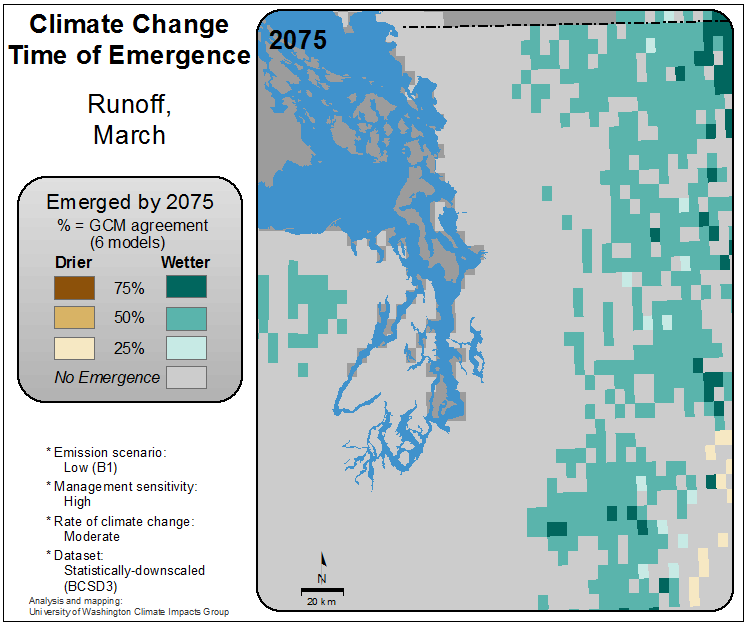 Climate Change
Time of Emergence
Runoff,
March
Emerged by 2075
% = GCM agreement
(6 models)
Drier
Wetter
75%
50%
25%
No Emergence
* Emission scenario:
Low (B1)
* Management sensitivity:
High
* Rate of climate change:
Moderate
* Dataset:
Statistically-downscaled
(BCSD3)
Analysis and mapping:
University of Washington Climate Impacts Group
2075
N
20 km